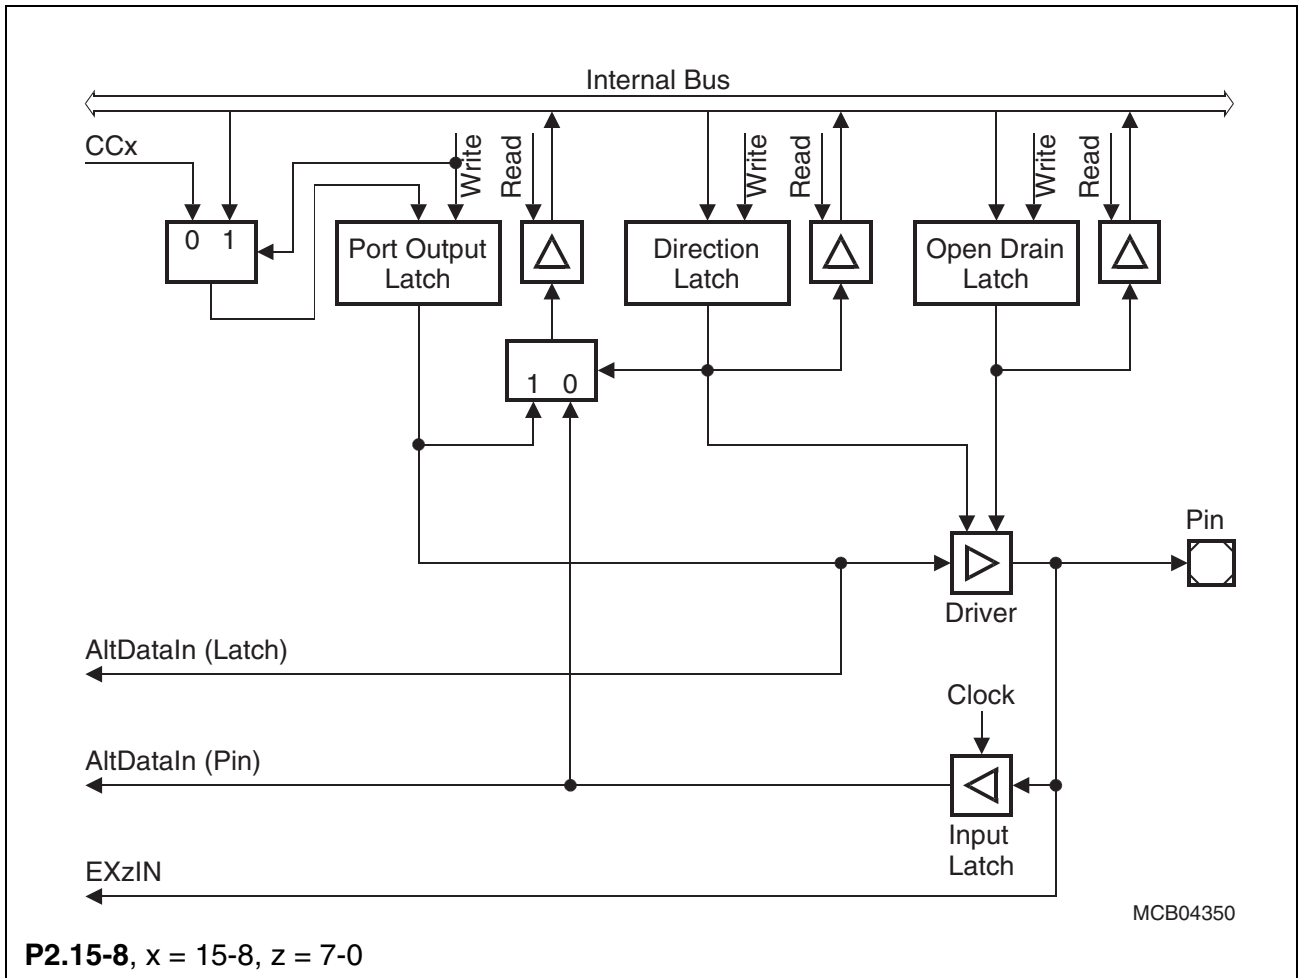 Internal Bus
CCx
Write
Read
Write
Read
Write
Read
0 1
Port Output
Latch
Direction
Latch
Open Drain
Latch
1 0
Pin
Driver
AltDataIn (Latch)
Clock
AltDataIn (Pin)
Input
Latch
EXzIN
MCB04350
P2.15-8, x = 15-8, z = 7-0